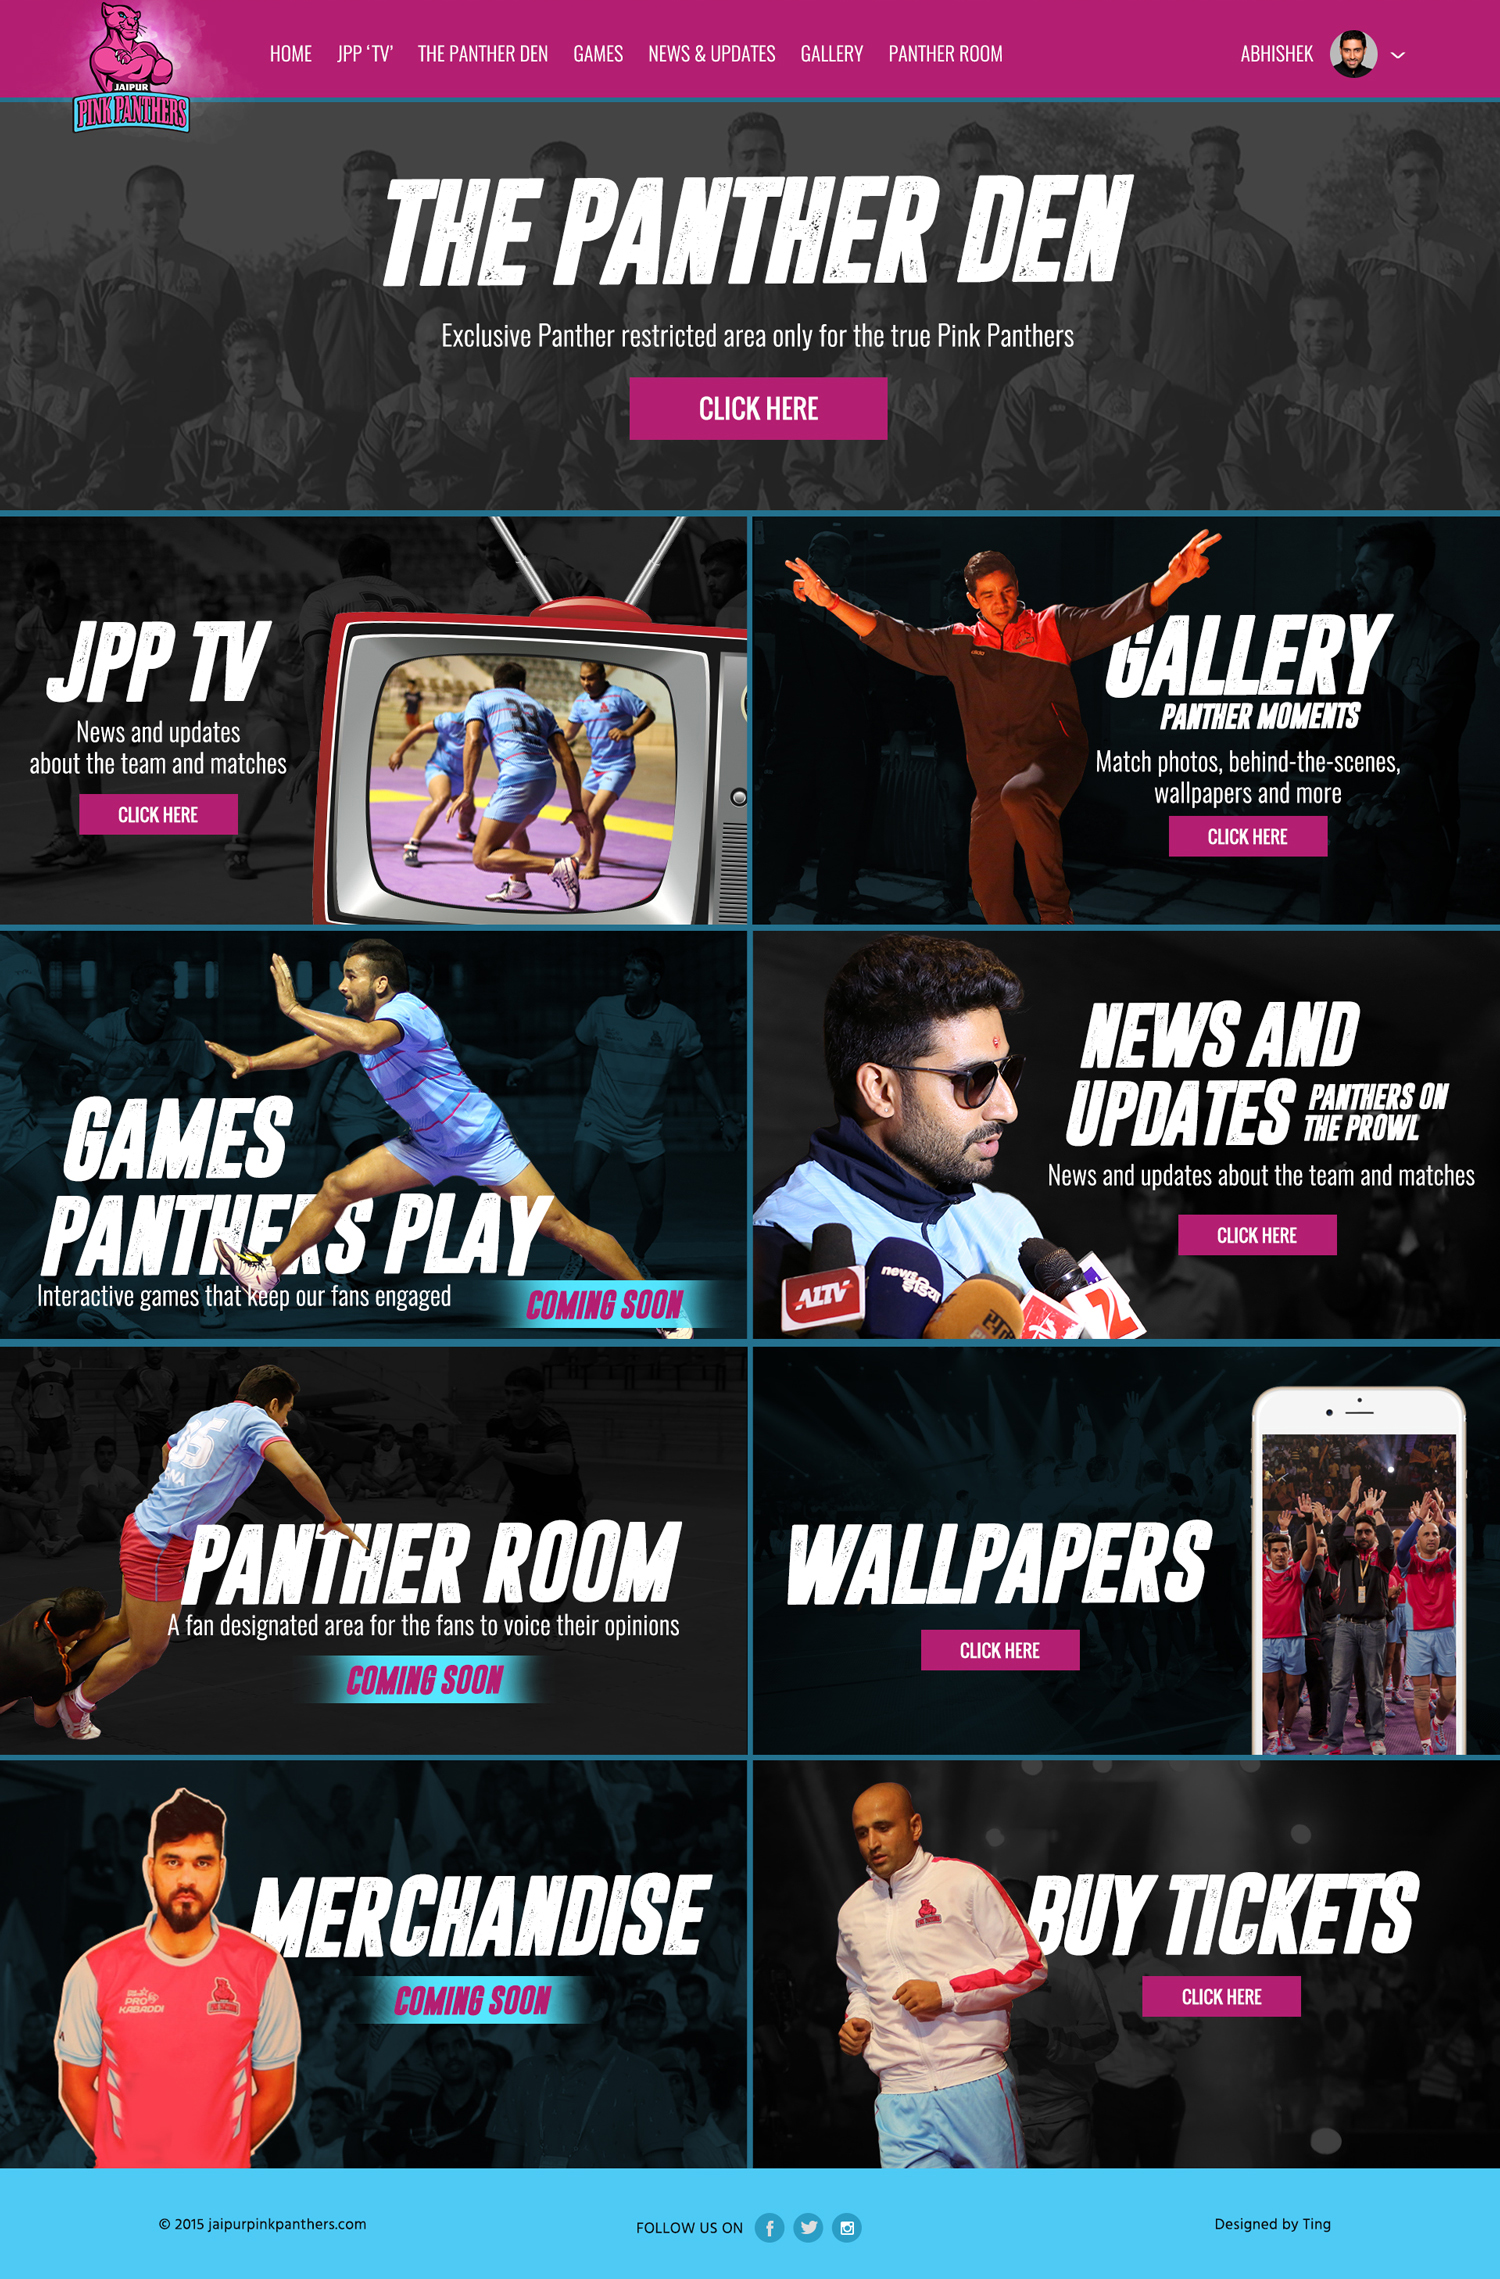 JAIPUR
PINK PANTHERS
HOME JPP ‘TV’ THE PANTHER DEN GAMES NEWS & UPDATES GALLERY PANTHER ROOM
ABHISHEK
THE PANTHER DEN
Exclusive Panther restricted area only for the true Pink Panthers
CLICK HERE
JPP TV
News and updates
about the team and matches
CLICK HERE
33
GALLERY
PANTHER MOMENTS
Match photos, behind-the-scenes,
wallpapers and more
CLICK HERE
GAMES
PANTHERS PLAY
Interactive games that keep our fans engaged
COMING SOON
NEWS AND
UPDATES PANTHERS ON
THE PROWL
News and updates about the team and matches
CLICK HERE
A1TV
news
इंडिया
2
PANTHER ROOM
A fan designated area for the fans to voice their opinions
COMING SOON
WALLPAPERS
CLICK HERE
MERCHANDISE
COMING SOON
PRO
KABADDI
BUY TICKETS
CLICK HERE
© 2015 jaipurpinkpanthers.com
FOLLOW US ON
Designed by Ting